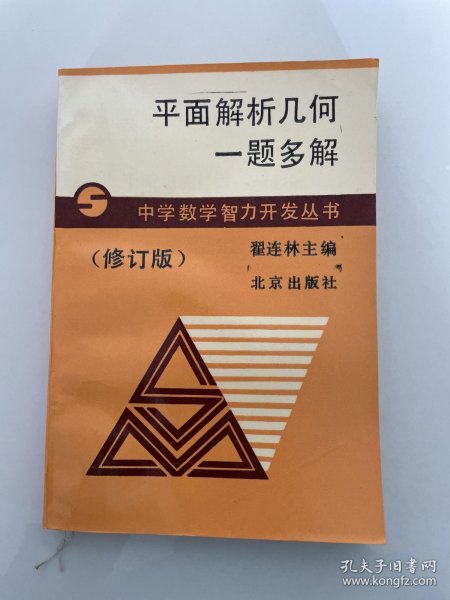 平面解析几何
一题多解
中学数学智力开发丛书
（修订版）
翟连林主编
北京出版社
孔夫子旧书网
www.kongfz.com